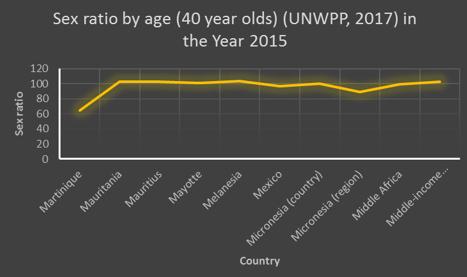 Sex ratio by age (40 year olds) (UNWPP, 2017) in
the Year 2015
120
100
80
60
40
20
0
Sex ratio
Martinique
Mauritania
Mauritius
Mayotte
Melanesia
Mexico
Micronesia (country)
Micronesia (region)
Middle Africa
Middle-income...
Country